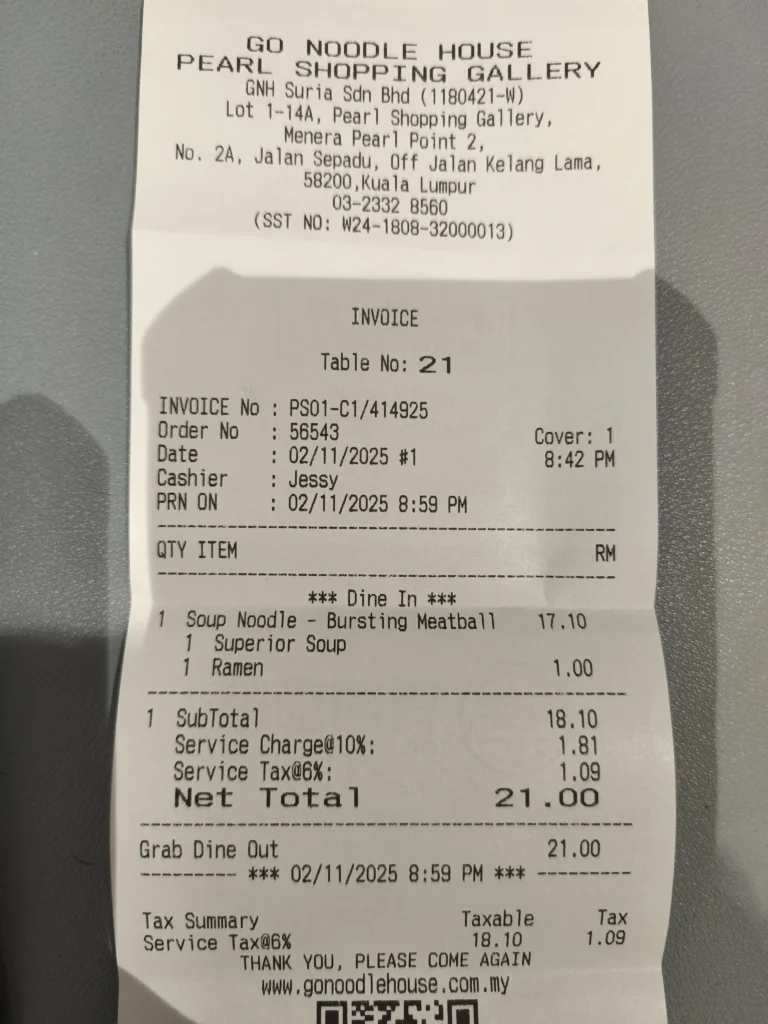 GO NOODLE HOUSE
PEARL SHOPPING GALLERY
GNH Suria Sdn Bhd (1180421-W)
Lot 1-14A, Pearl Shopping Gallery,
Menera Pearl Point 2,
No. 2A, Jalan Sepadu, Off Jalan Kelang Lama,
58200,Kuala Lumpur
03-2332 8560
(SST NO: W24-1808-32000013)
INVOICE
Table No: 21
INVOICE No : PS01-C1/414925
Order No : 56543 Cover: 1
Date : 02/11/2025 #1 8:42 PM
Cashier : Jessy
PRN ON : 02/11/2025 8:59 PM
QTY ITEM RM
*** Dine In ***
1 Soup Noodle - Bursting Meatball 17.10
1 Superior Soup
1 Ramen 1.00
1 SubTotal 18.10
Service Charge@10%: 1.81
Service Tax@6%: 1.09
Net Total 21.00
Grab Dine Out 21.00
--------- *** 02/11/2025 8:59 PM *** ---------
Tax Summary Taxable Tax
Service Tax@6% 18.10 1.09
THANK YOU, PLEASE COME AGAIN
www.gonoodlehouse.com.my